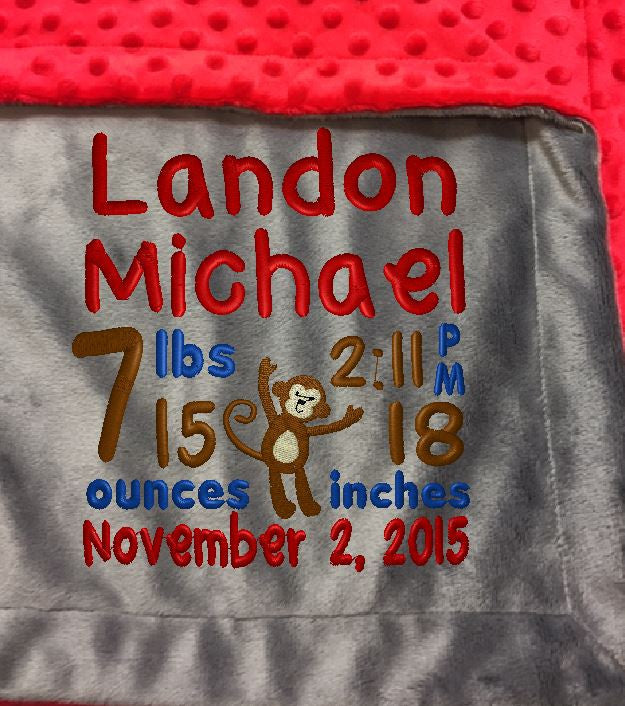 Landon
Michael
7 lbs 2:11 PM
15 18
ounces inches
November 2, 2015